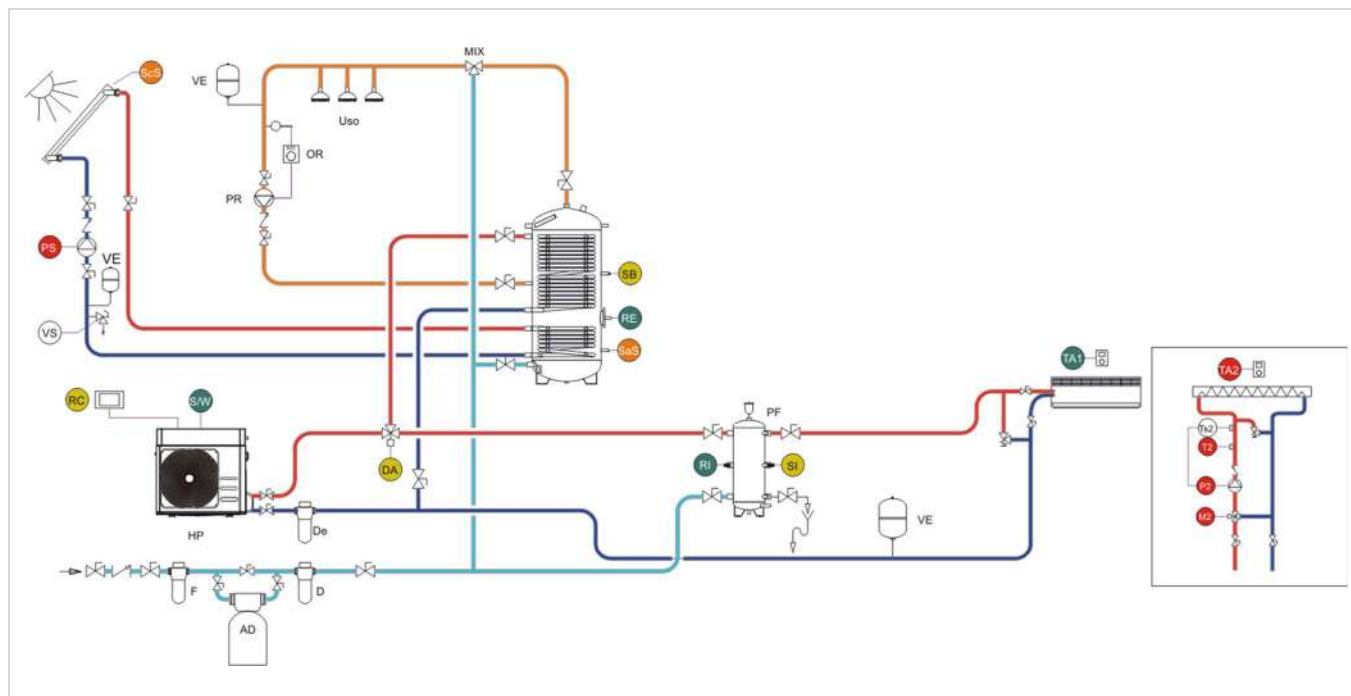 MIX
ScS
VE
Uso
OR
PR
PS
VE
VS
SB
RE
SaS
TA1
TA2
RC
S/W
PF
DA
RI
SI
Ts2
T2
P2
M2
HP
De
VE
F
D
AD